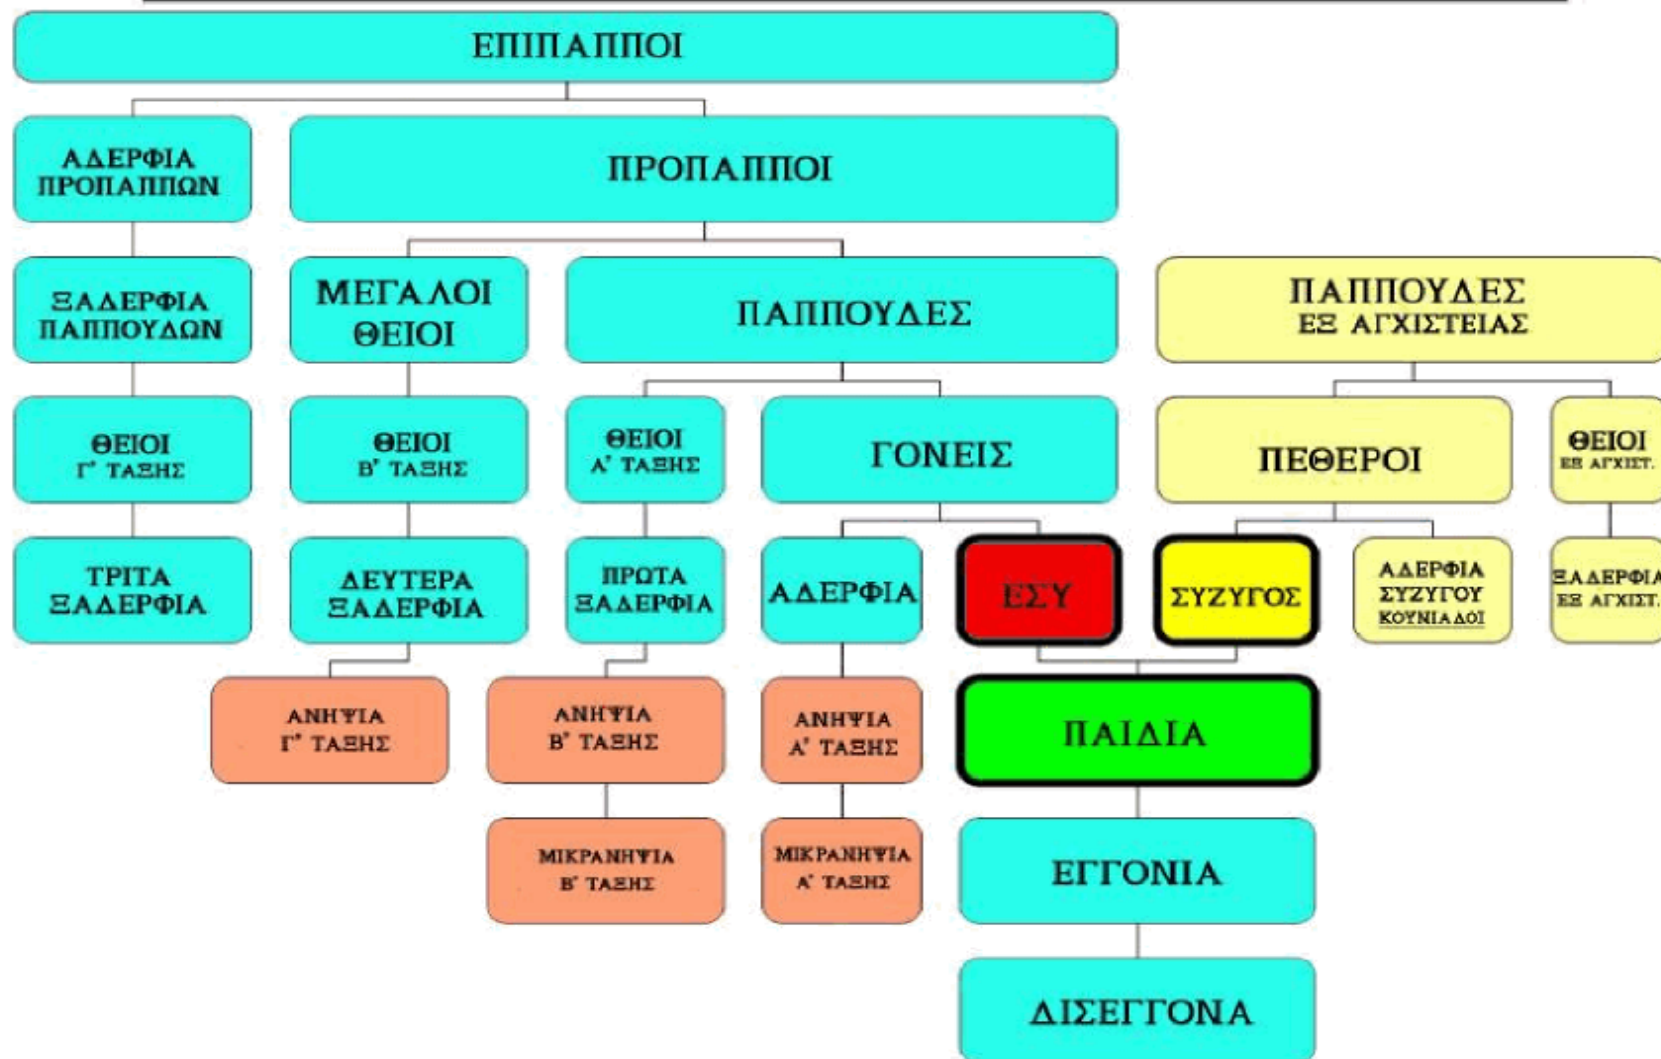 ΕΠΙΠΑΠΠΟΙ
ΑΔΕΡΦΙΑ
ΠΡΟΠΑΠΠΩΝ
ΠΡΟΠΑΠΠΟΙ
ΞΑΔΕΡΦΙΑ
ΠΑΠΠΟΥΔΩΝ
ΜΕΓΑΛΟΙ
ΘΕΙΟΙ
ΠΑΠΠΟΥΔΕΣ
ΠΑΠΠΟΥΔΕΣ
ΕΞ ΑΓΧΙΣΤΕΙΑΣ
ΘΕΙΟΙ
Γ' ΤΑΞΗΣ
ΘΕΙΟΙ
Β' ΤΑΞΗΣ
ΘΕΙΟΙ
Α' ΤΑΞΗΣ
ΓΟΝΕΙΣ
ΠΕΘΕΡΟΙ
ΘΕΙΟΙ
ΕΞ ΑΓΧΙΣΤ.
ΤΡΙΤΑ
ΞΑΔΕΡΦΙΑ
ΔΕΥΤΕΡΑ
ΞΑΔΕΡΦΙΑ
ΠΡΩΤΑ
ΞΑΔΕΡΦΙΑ
ΑΔΕΡΦΙΑ
ΕΣΥ
ΣΥΖΥΓΟΣ
ΑΔΕΡΦΙΑ
ΣΥΖΥΓΟΥ
ΚΟΥΝΙΑΔΟΙ
ΞΑΔΕΡΦΙΑ
ΕΞ ΑΓΧΙΣΤ.
ΑΝΗΨΙΑ
Γ' ΤΑΞΗΣ
ΑΝΗΨΙΑ
Β' ΤΑΞΗΣ
ΑΝΗΨΙΑ
Α' ΤΑΞΗΣ
ΠΑΙΔΙΑ
ΜΙΚΡΑΝΗΨΙΑ
Β' ΤΑΞΗΣ
ΜΙΚΡΑΝΗΨΙΑ
Α' ΤΑΞΗΣ
ΕΓΓΟΝΙΑ
ΔΙΣΕΓΓΟΝΑ